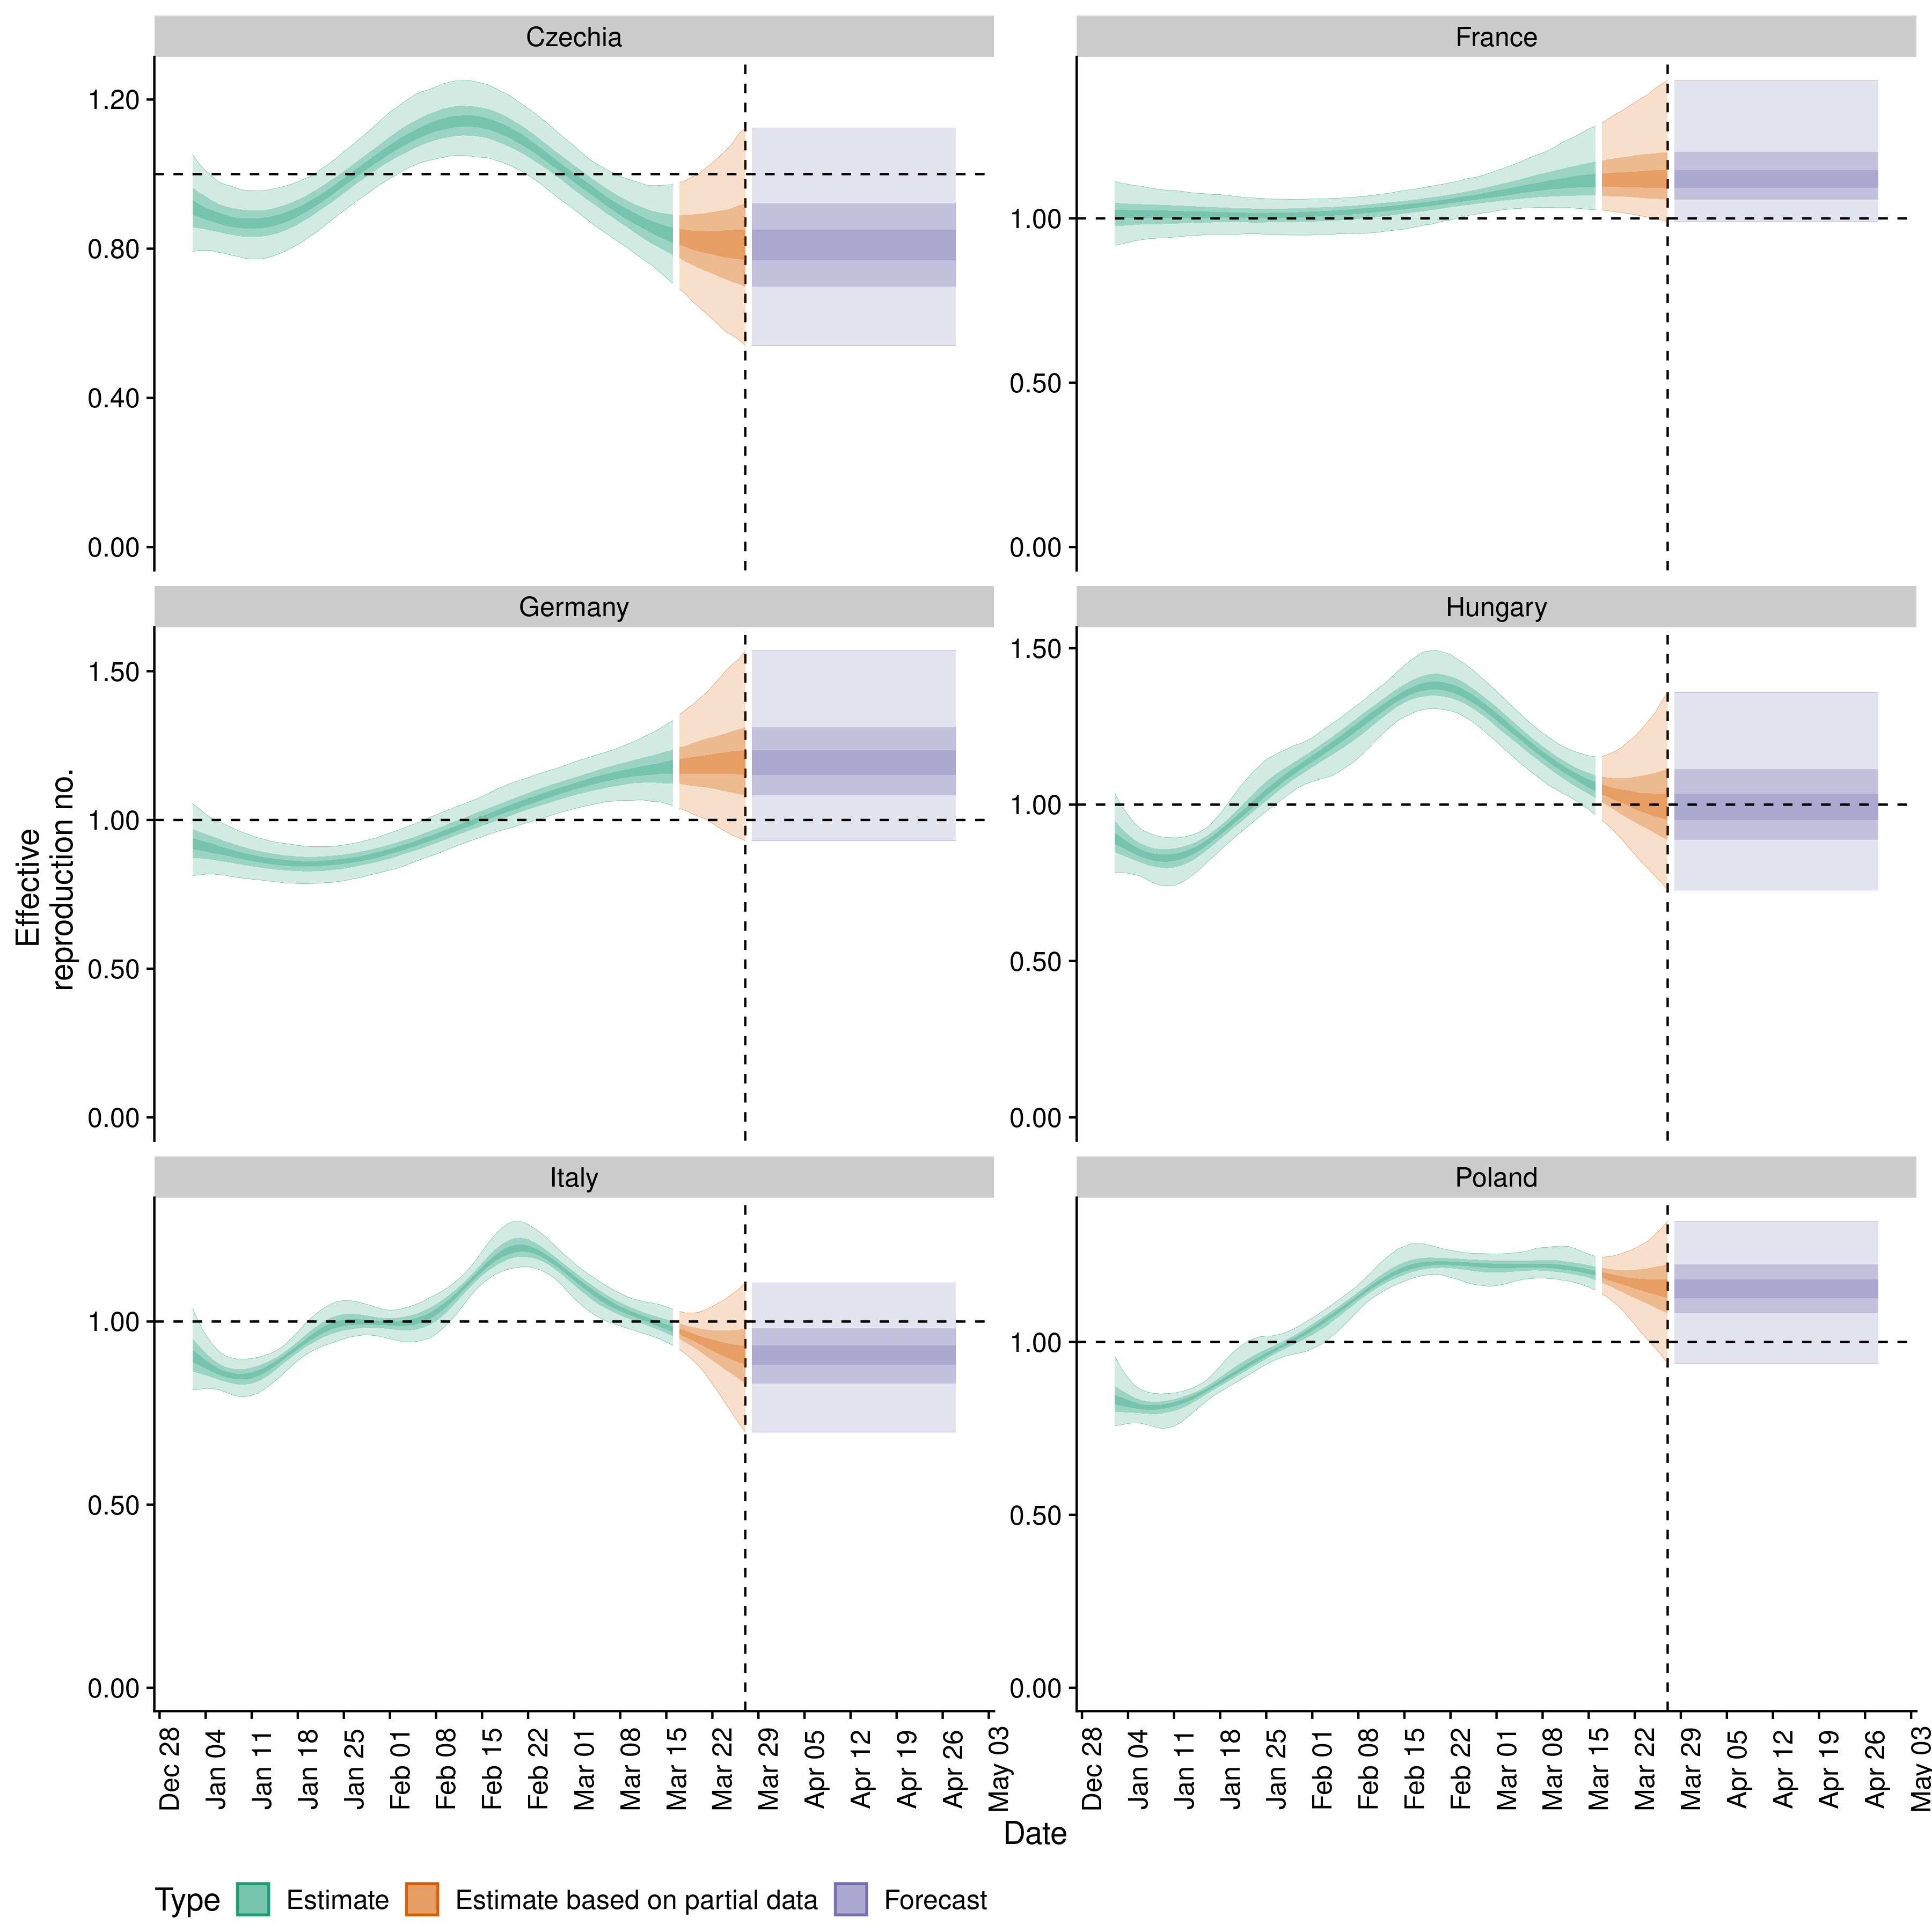 Czechia
France
1.20
0.80
0.40
0.00
1.00
0.50
0.00
Germany
Hungary
1.50
1.00
0.50
0.00
1.50
1.00
0.50
0.00
Effective
reproduction no.
Italy
Poland
1.00
0.50
0.00
1.00
0.50
0.00
Dec 28
Jan 04
Jan 11
Jan 18
Jan 25
Feb 01
Feb 08
Feb 15
Feb 22
Mar 01
Mar 08
Mar 15
Mar 22
Mar 29
Apr 05
Apr 12
Apr 19
Apr 26
May 03
Dec 28
Jan 04
Jan 11
Jan 18
Jan 25
Feb 01
Feb 08
Feb 15
Feb 22
Mar 01
Mar 08
Mar 15
Mar 22
Mar 29
Apr 05
Apr 12
Apr 19
Apr 26
May 03
Date
Type Estimate Estimate based on partial data Forecast